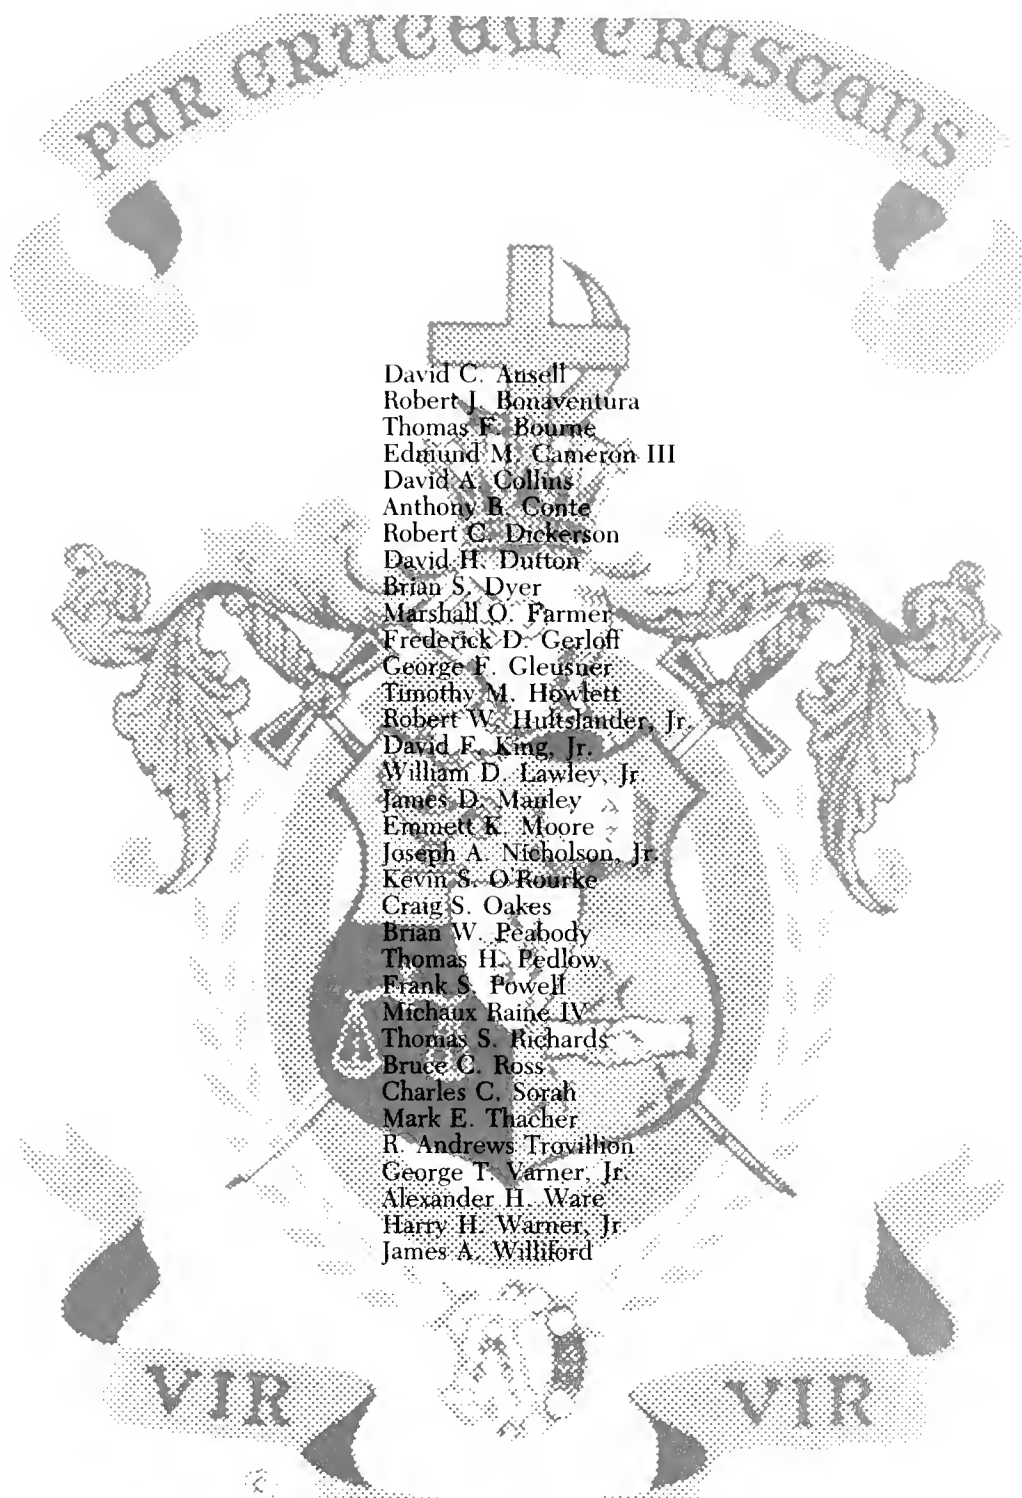 PER CRUCEM CRESCENS
David C. Ansell
Robert J. Bonaventura
Thomas F. Bourne
Edmund M. Cameron III
David A. Collins
Anthony B. Conte
Robert C. Dickerson
David H. Dutton
Brian S. Dyer
Marshall O. Farmer
Frederick D. Gerloff
George F. Gleusner
Timothy M. Howlett
Robert W. Hultslander, Jr.
David F. King, Jr.
William D. Lawley, Jr
James D. Manley
Emmett K. Moore
Joseph A. Nicholson, Jr.
Kevin S. O'Rourke
Craig S. Oakes
Brian W. Peabody
Thomas H. Pedlow
Frank S. Powell
Michaux Raine IV
Thomas S. Richards
Bruce C. Ross
Charles C. Sorah
Mark E. Thacher
R. Andrews Trovillion
George T. Varner, Jr.
Alexander H. Ware
Harry H. Warner, Jr
James A. Williford
VIR VIR